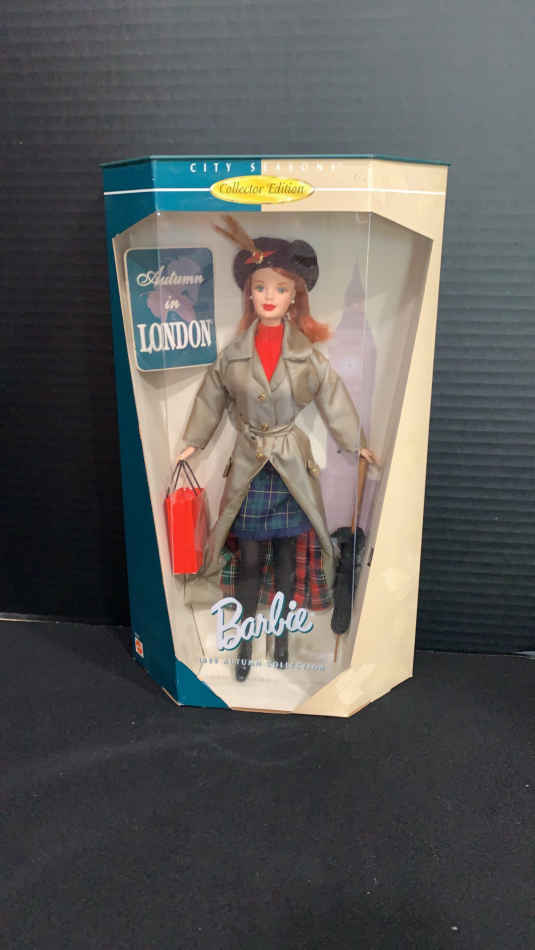 CITY SEASONS
Collector Edition
Autumn
in
LONDON
Barbie
AUTUMN COLLECTION